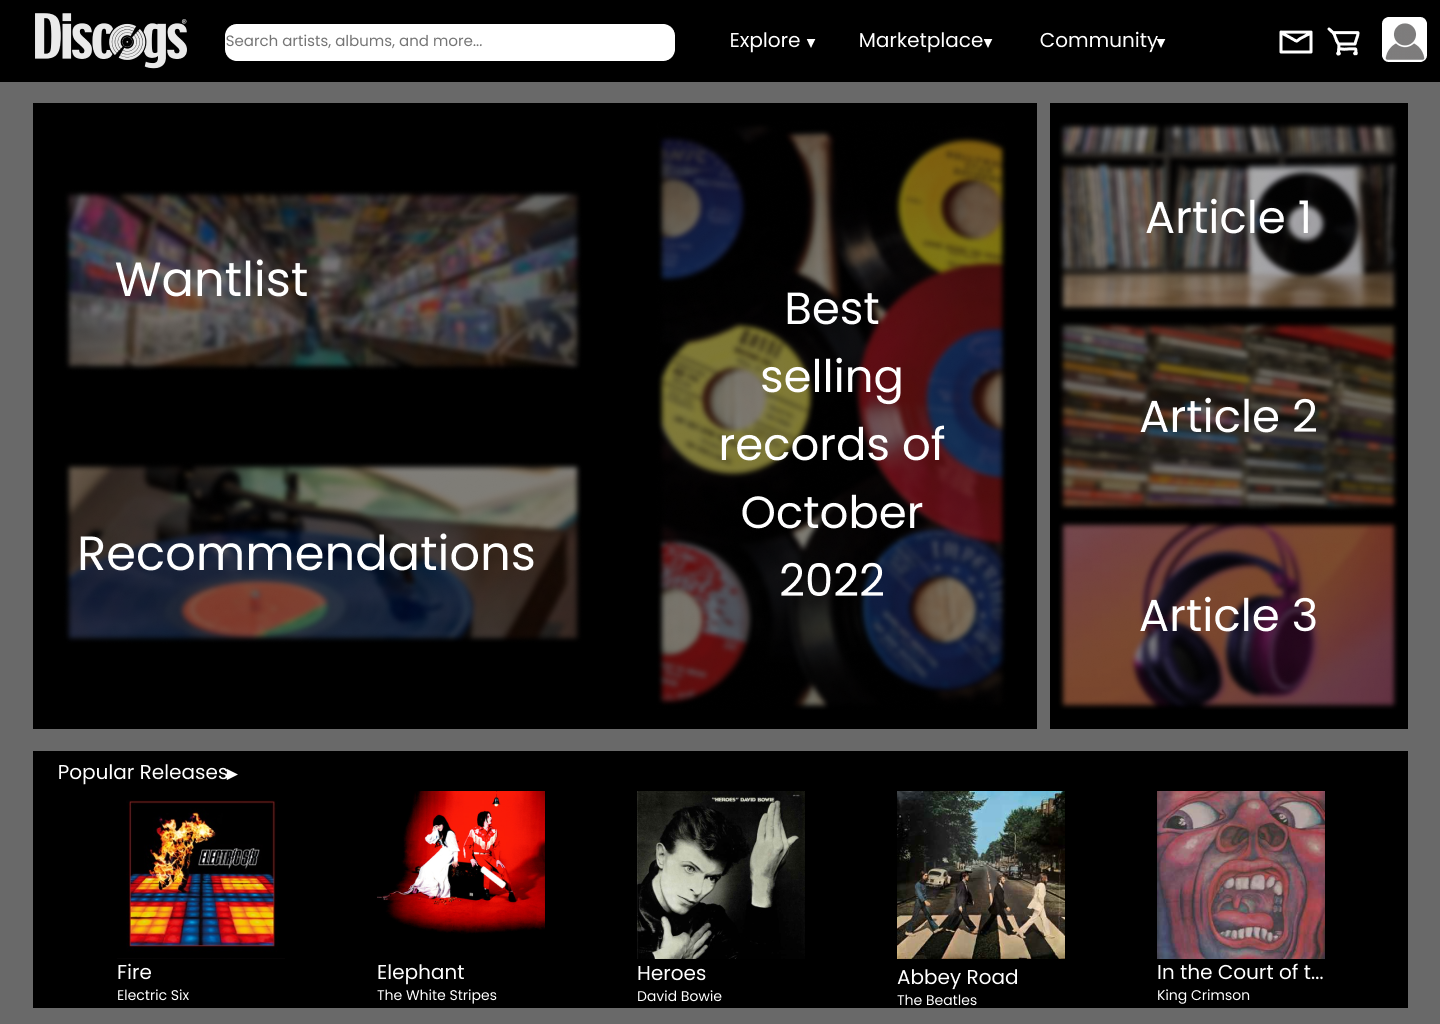 Discogs
Search artists, albums, and more...
Explore ▾
Marketplace▾
Community▾
Wantlist
Recommendations
Best
selling
records of
October
2022
Article 1
Article 2
Article 3
Popular Releases▸
ELECTRIC SIX
"HEROES" DAVID BOWIE
Fire
Electric Six
Elephant
The White Stripes
Heroes
David Bowie
Abbey Road
The Beatles
In the Court of t...
King Crimson